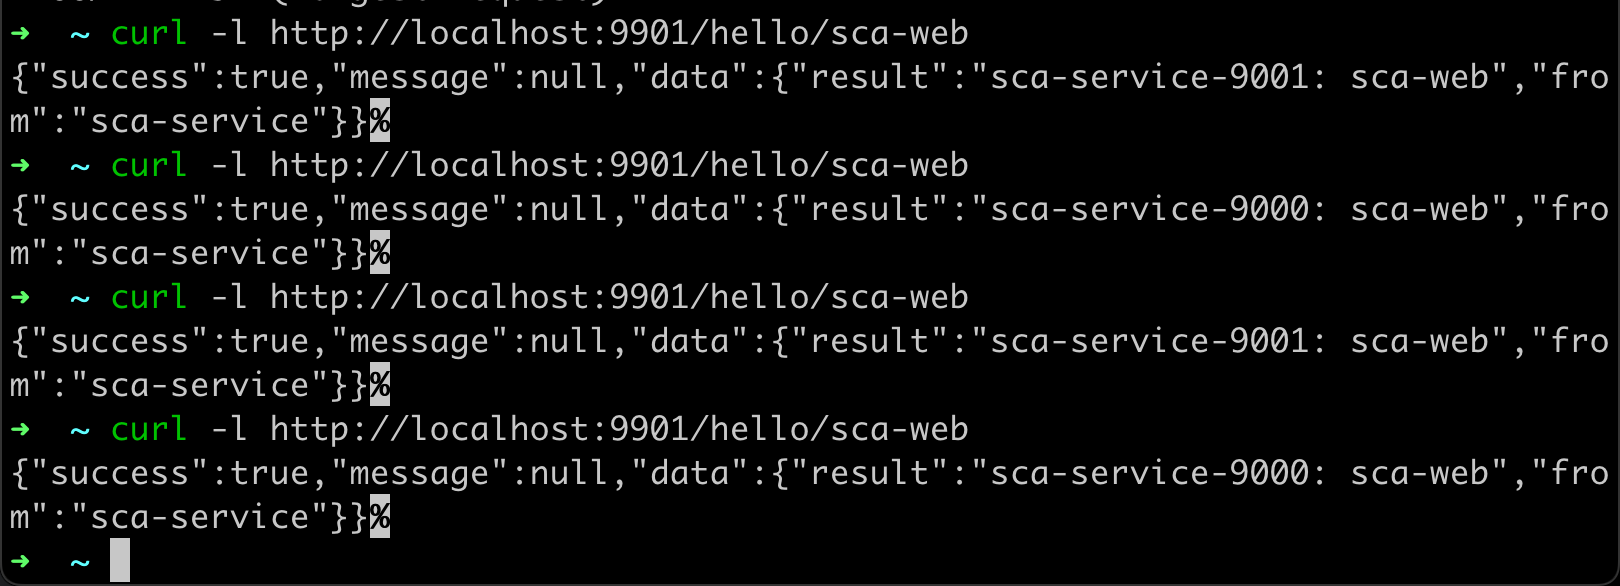 ➜  ~ curl -l http://localhost:9901/hello/sca-web
{"success":true,"message":null,"data":{"result":"sca-service-9001: sca-web","fro
m":"sca-service"}}%
➜  ~ curl -l http://localhost:9901/hello/sca-web
{"success":true,"message":null,"data":{"result":"sca-service-9000: sca-web","fro
m":"sca-service"}}%
➜  ~ curl -l http://localhost:9901/hello/sca-web
{"success":true,"message":null,"data":{"result":"sca-service-9001: sca-web","fro
m":"sca-service"}}%
➜  ~ curl -l http://localhost:9901/hello/sca-web
{"success":true,"message":null,"data":{"result":"sca-service-9000: sca-web","fro
m":"sca-service"}}%
➜  ~